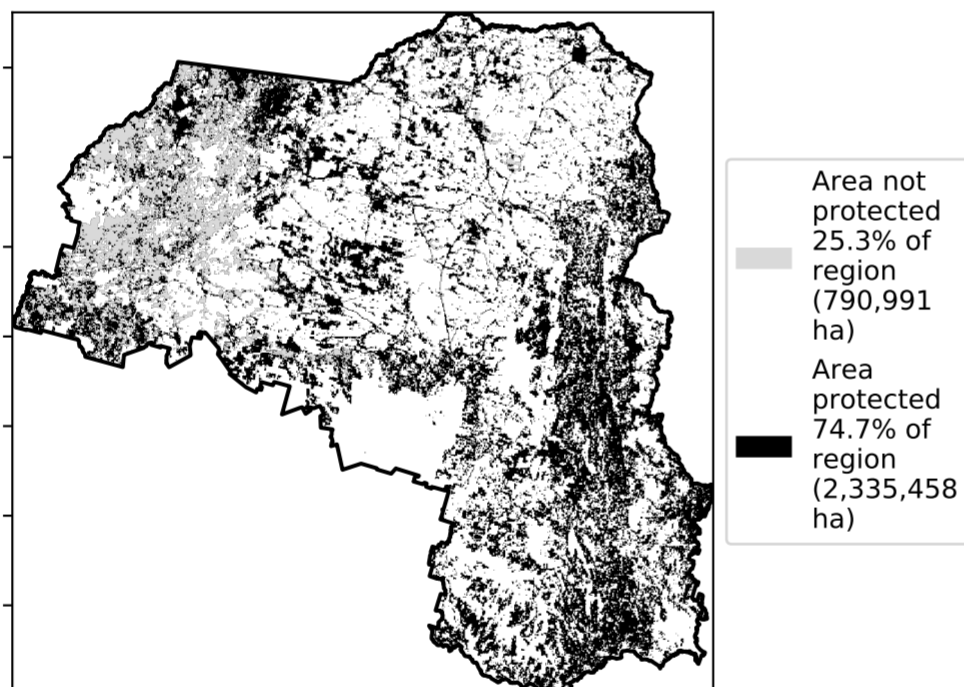 Area not
protected
25.3% of
region
(790,991
ha)
Area
protected
74.7% of
region
(2,335,458
ha)